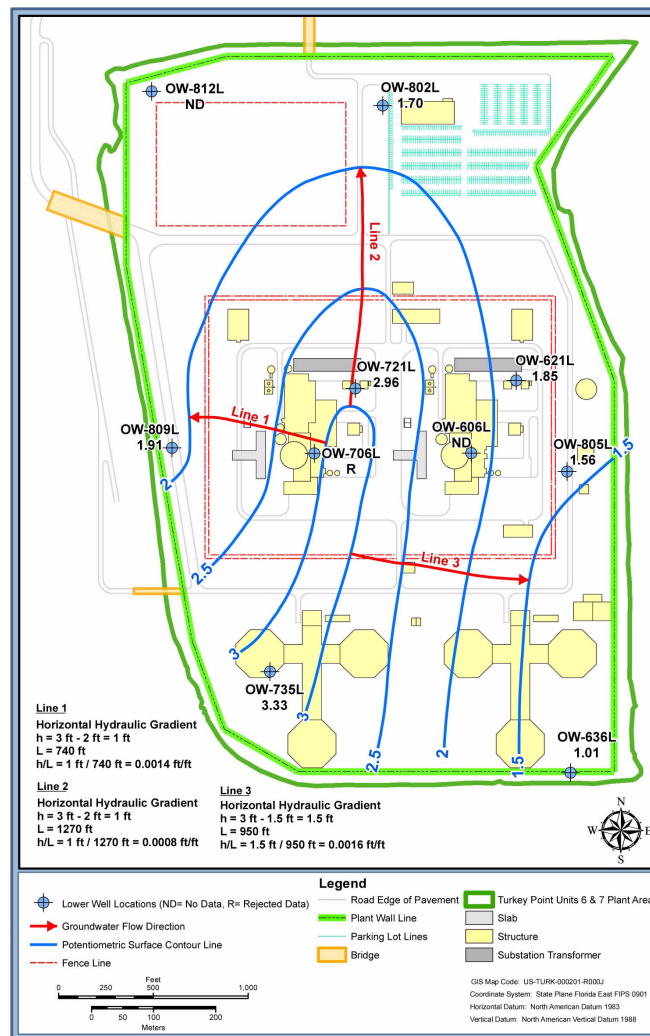 OW-812L
ND
OW-802L
1.70
Line 2
OW-721L
2.96
OW-621L
1.85
Line 1
OW-809L
1.91
OW-706L
R
OW-606L
ND
OW-805L
1.56
1.5
2
2.5
Line 3
3
OW-735L
3.33
3
2.5
2
1.5
OW-636L
1.01
Line 1
Horizontal Hydraulic Gradient
h = 3 ft - 2 ft = 1 ft
L = 740 ft
h/L = 1 ft / 740 ft = 0.0014 ft/ft
Line 2
Horizontal Hydraulic Gradient
h = 3 ft - 2 ft = 1 ft
L = 1270 ft
h/L = 1 ft / 1270 ft = 0.0008 ft/ft
Line 3
Horizontal Hydraulic Gradient
h = 3 ft - 1.5 ft = 1.5 ft
L = 950 ft
h/L = 1.5 ft / 950 ft = 0.0016 ft/ft
N
W
E
S
Legend
Lower Well Locations (ND= No Data, R= Rejected Data)
Groundwater Flow Direction
Potentiometric Surface Contour Line
Fence Line
Road Edge of Pavement
Plant Wall Line
Parking Lot Lines
Bridge
Turkey Point Units 6 & 7 Plant Area
Slab
Structure
Substation Transformer
Feet
0 250 500 1,000
0 50 100 200
Meters
GIS Map Code: US-TURK-000201-R000J
Coordinate System: State Plane Florida East FIPS 0901
Horizontal Datum: North American Datum 1983
Vertical Datum: North American Vertical Datum 1988